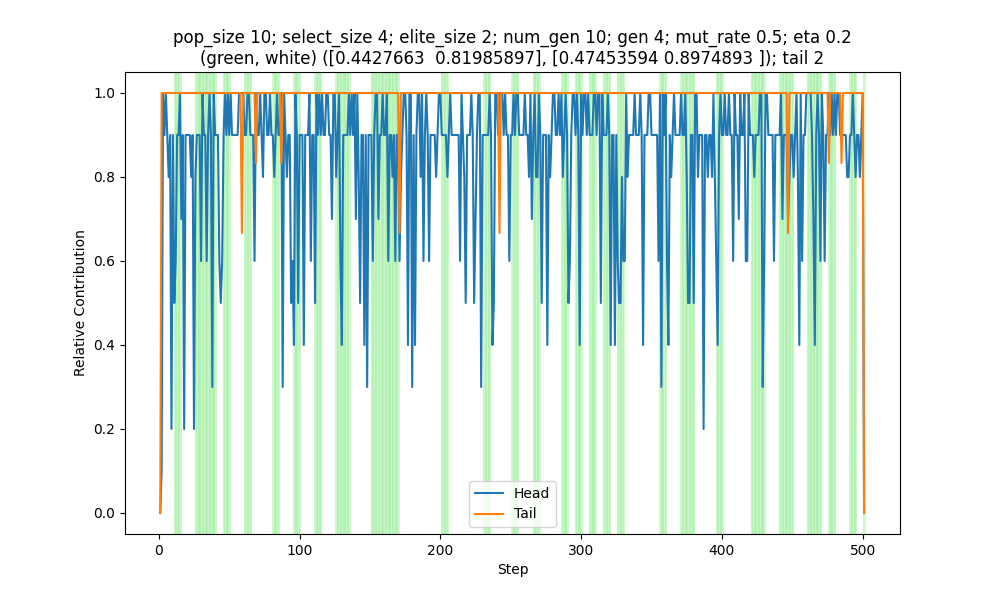 pop_size 10; select_size 4; elite_size 2; num_gen 10; gen 4; mut_rate 0.5; eta 0.2
(green, white) ([0.4427663  0.81985897], [0.47453594 0.8974893 ]); tail 2
1.0
0.8
0.6
0.4
0.2
0.0
Relative Contribution
Head
Tail
0
100
200
300
400
500
Step